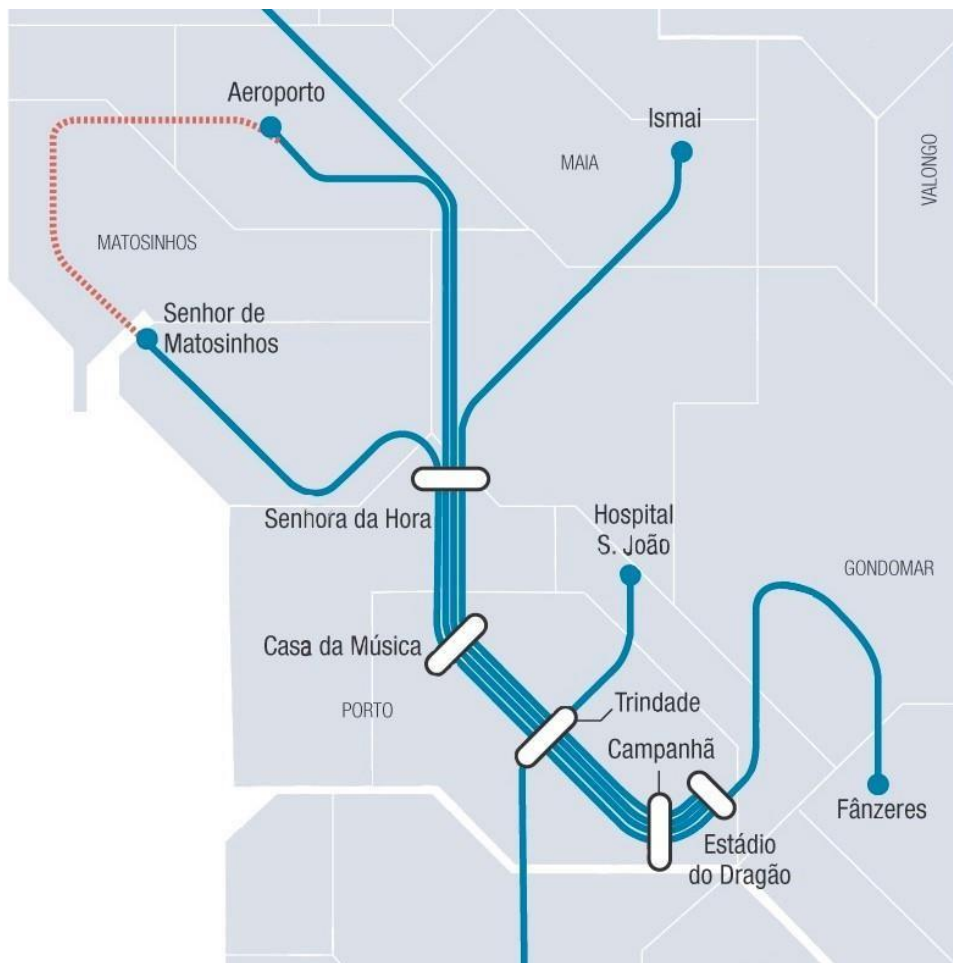 Aeroporto
Ismai
MAIA
VALONGO
MATOSINHOS
Senhor de
Matosinhos
Senhora da Hora
Hospital
S. João
GONDOMAR
Casa da Música
PORTO
Trindade
Campanhã
Fânzeres
Estádio
do Dragão